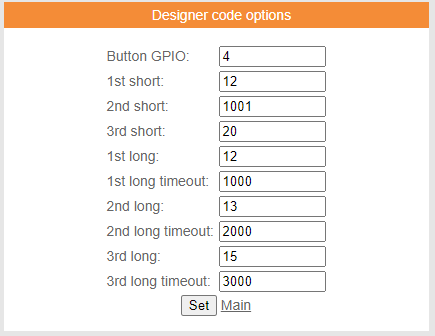 Designer code options
Button GPIO: 4
1st short: 12
2nd short: 1001
3rd short: 20
1st long: 12
1st long timeout: 1000
2nd long: 13
2nd long timeout: 2000
3rd long: 15
3rd long timeout: 3000
Set Main